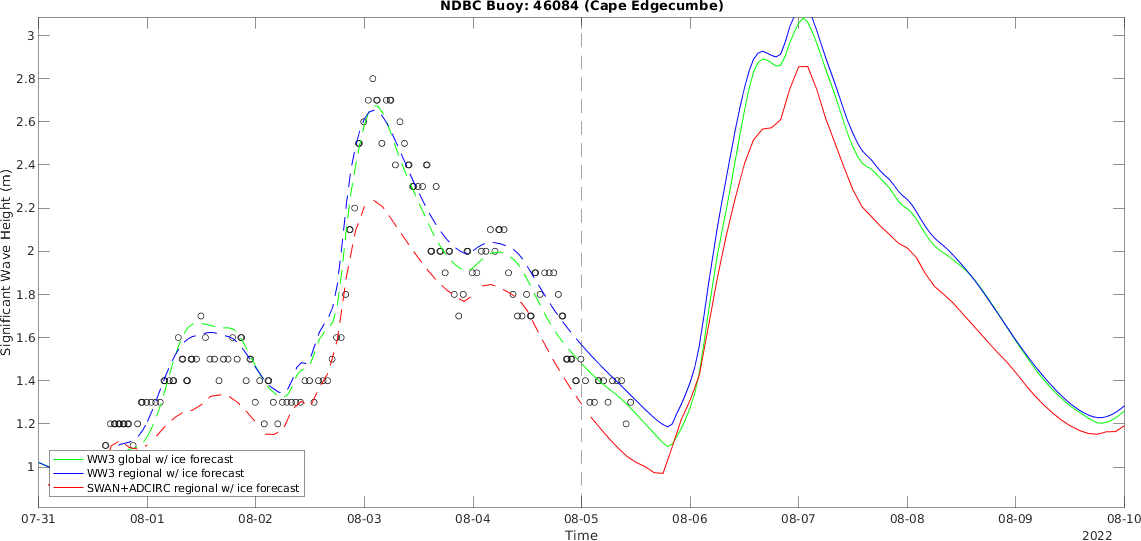 NDBC Buoy: 46084 (Cape Edgecumbe)
3
2.8
2.6
2.4
2.2
2
1.8
1.6
1.4
1.2
1
Significant Wave Height (m)
WW3 global w/ ice forecast
WW3 regional w/ ice forecast
SWAN+ADCIRC regional w/ ice forecast
07-31 08-01 08-02 08-03 08-04 08-05 08-06 08-07 08-08 08-09 08-10
Time
2022